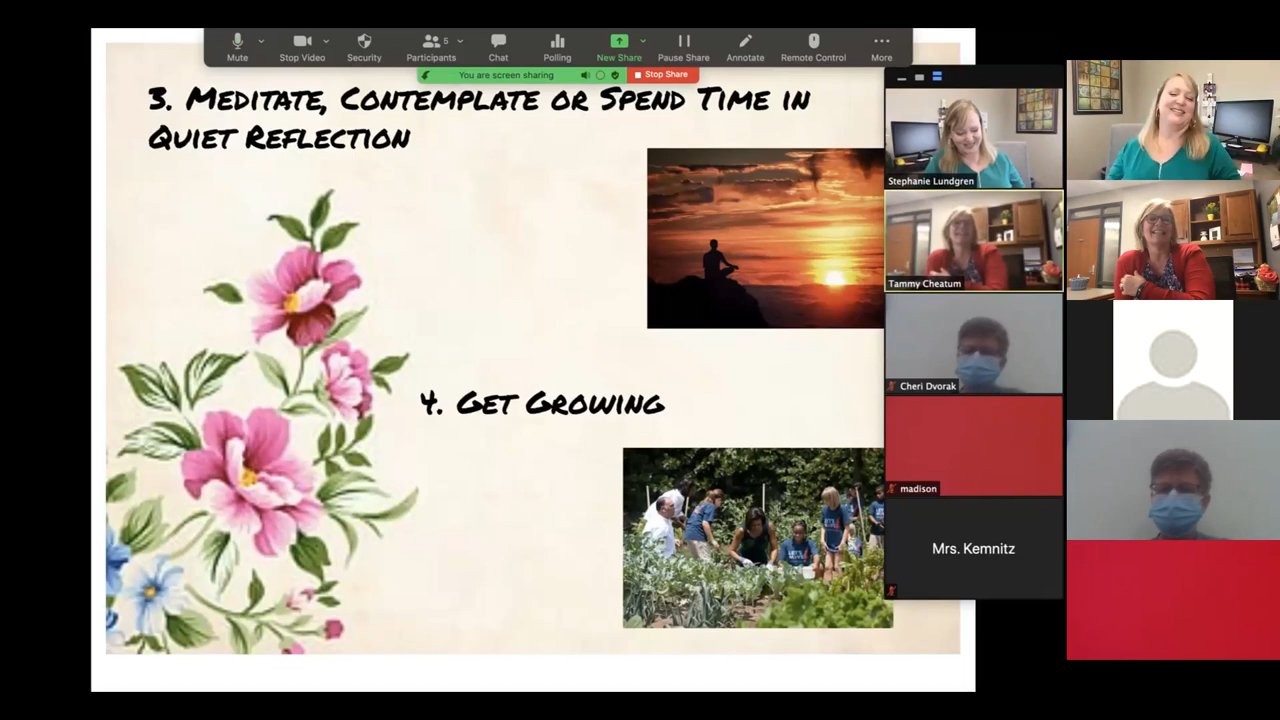 Mute
Stop Video
Security
Participants 5
Chat
Polling
New Share
Pause Share
Annotate
Remote Control
More
You are screen sharing
Stop Share
3. Meditate, Contemplate or Spend Time in
Quiet Reflection
4. Get Growing
Stephanie Lundgren
Tammy Cheatum
Cheri Dvorak
madison
Mrs. Kemnitz